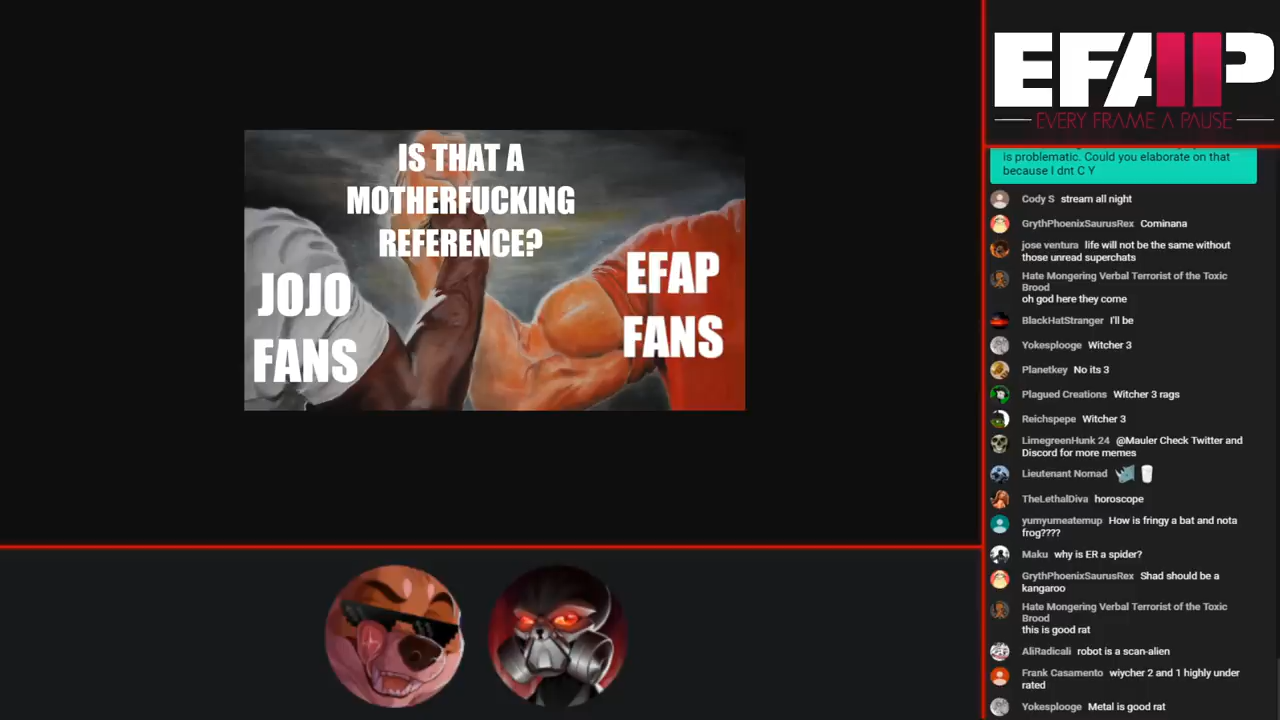 IS THAT A
MOTHERFUCKING
REFERENCE?
JOJO
FANS
EFAP
FANS
EFAP
EVERY FRAME A PAUSE
is problematic. Could you elaborate on that
because I dnt C Y
Cody S stream all night
GrythPhoenixSaurusRex Cominana
jose ventura life will not be the same without
those unread superchats
Hate Mongering Verbal Terrorist of the Toxic
Brood
oh god here they come
BlackHatStranger I'll be
Yokesplooge Witcher 3
Planetkey No its 3
Plagued Creations Witcher 3 rags
Reichspepe Witcher 3
LimegreenHunk 24 @Mauler Check Twitter and
Discord for more memes
Lieutenant Nomad
TheLethalDiva horoscope
yumyumeatemup How is fringy a bat and nota
frog????
Maku why is ER a spider?
GrythPhoenixSaurusRex Shad should be a
kangaroo
Hate Mongering Verbal Terrorist of the Toxic
Brood
this is good rat
AliRadicali robot is a scan-alien
Frank Casamento wiycher 2 and 1 highly under
rated
Yokesplooge Metal is good rat